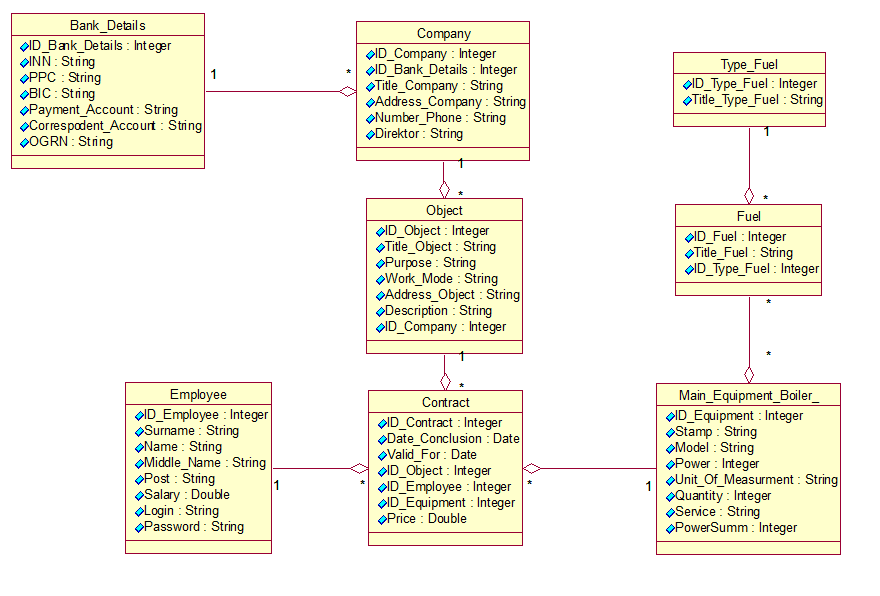 Bank_Details
ID_Bank_Details : Integer
INN : String
PPC : String
BIC : String
Payment_Account : String
Correspodent_Account : String
OGRN : String
1
*
Company
ID_Company : Integer
ID_Bank_Details : Integer
Title_Company : String
Address_Company : String
Number_Phone : String
Direktor : String
1
*
Object
ID_Object : Integer
Title_Object : String
Purpose : String
Work_Mode : String
Address_Object : String
Description : String
ID_Company : Integer
1
*
Type_Fuel
ID_Type_Fuel : Integer
Title_Type_Fuel : String
1
*
Fuel
ID_Fuel : Integer
Title_Fuel : String
ID_Type_Fuel : Integer
*
*
Employee
ID_Employee : Integer
Surname : String
Name : String
Middle_Name : String
Post : String
Salary : Double
Login : String
Password : String
1
*
Contract
ID_Contract : Integer
Date_Conclusion : Date
Valid_For : Date
ID_Object : Integer
ID_Employee : Integer
ID_Equipment : Integer
Price : Double
*
1
Main_Equipment_Boiler_
ID_Equipment : Integer
Stamp : String
Model : String
Power : Integer
Unit_Of_Measurment : String
Quantity : Integer
Service : String
PowerSumm : Integer